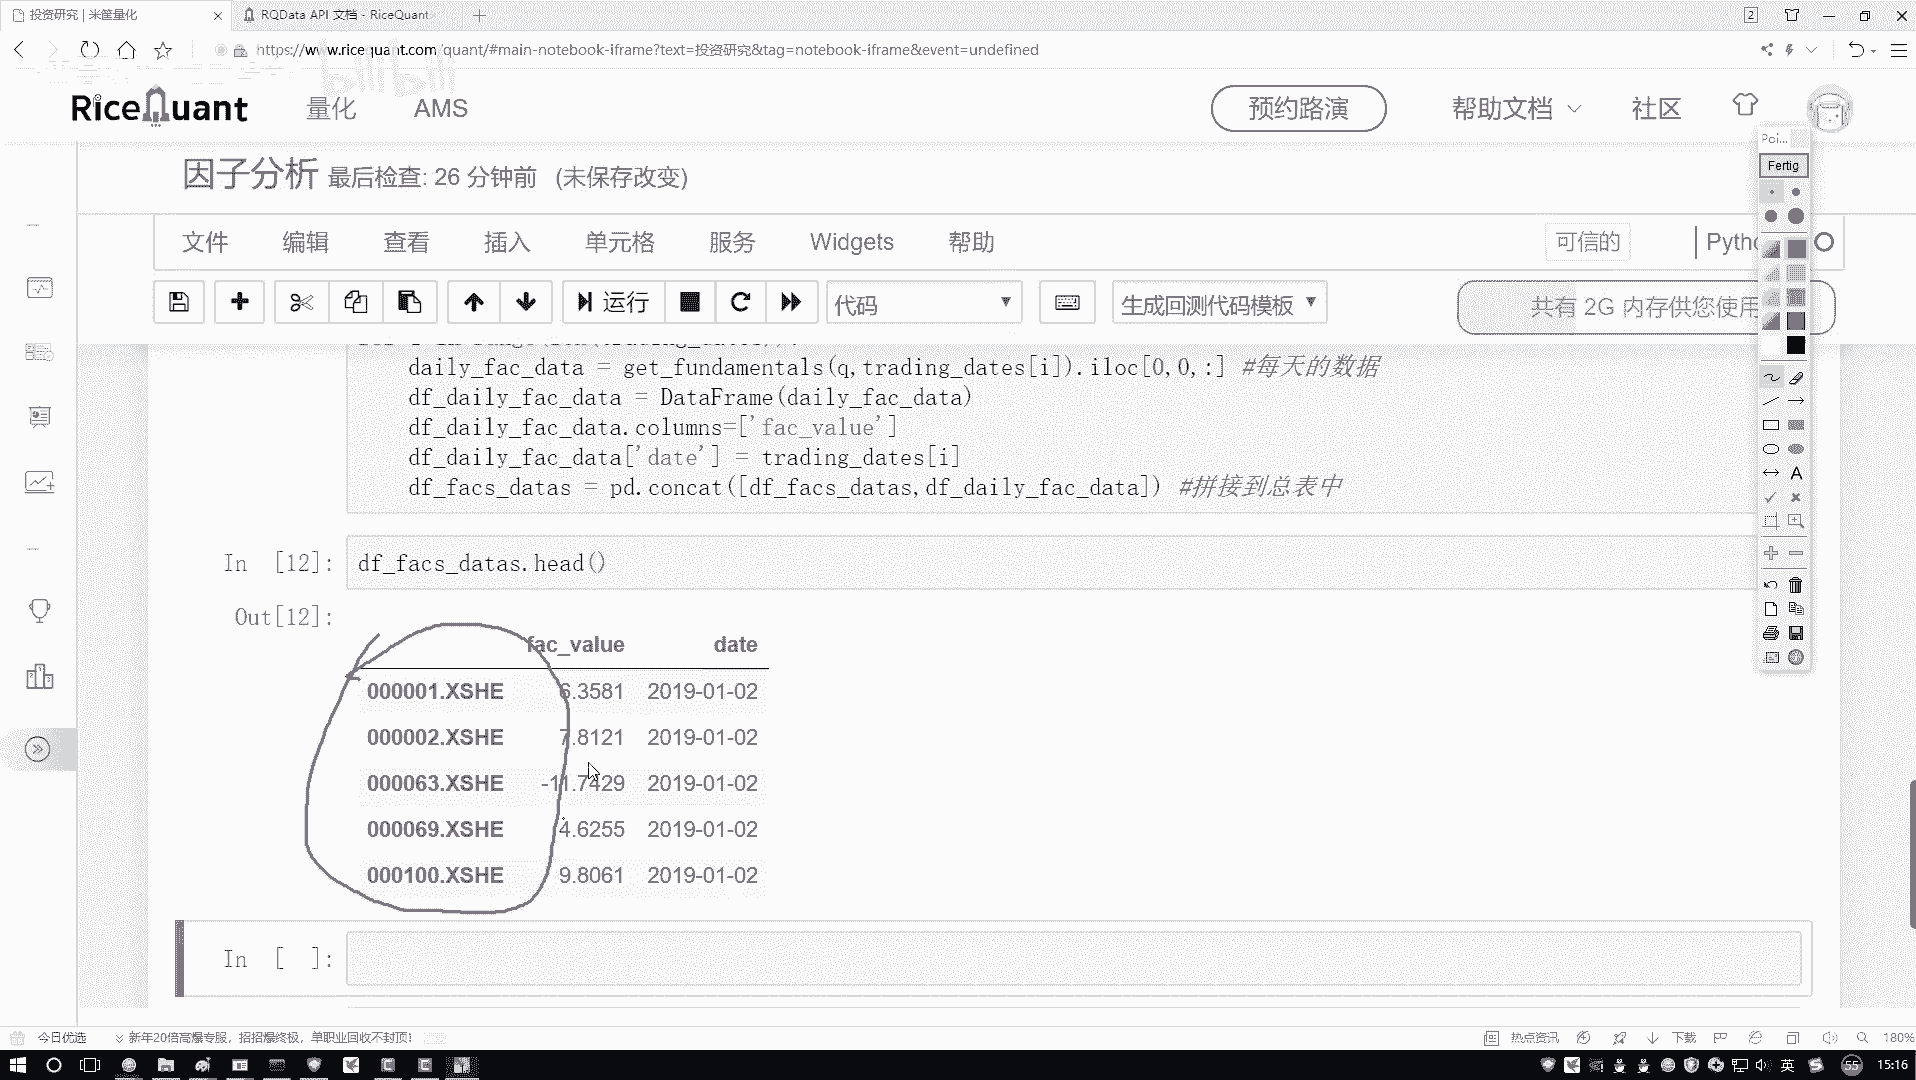 投资研究 | 米筐量化
RQData API 文档 - RiceQuant
2
https://www.ricequant.com/quant/#main-notebook-iframe?text=投资研究&tag=notebook-iframe&event=undefined
bilibili
RiceQuant 量化 AMS 预约路演 帮助文档 社区
因子分析 最后检查: 26 分钟前 (未保存改变)
Poi...
Fertig
文件 编辑 查看 插入 单元格 服务 Widgets 帮助 可信的 Pytho
运行 代码 生成回测代码模板 共有 2G 内存供您使用
daily_fac_data = get_fundamentals(q,trading_dates[i]).iloc[0,0,:] #每天的数据
df_daily_fac_data = DataFrame(daily_fac_data)
df_daily_fac_data.columns=['fac_value']
df_daily_fac_data['date'] = trading_dates[i]
df_facs_datas = pd.concat([df_facs_datas,df_daily_fac_data]) #拼接到总表中
In [12]: df_facs_datas.head()
Out[12]:
fac_value date
000001.XSHE 6.3581 2019-01-02
000002.XSHE 7.8121 2019-01-02
000063.XSHE -11.7429 2019-01-02
000069.XSHE 4.6255 2019-01-02
000100.XSHE 9.8061 2019-01-02
In [ ]:
今日优选 新年20倍高爆专服，招招爆终极，单职业回收不封顶! 热点资讯 下载 180%
英 55 15:16